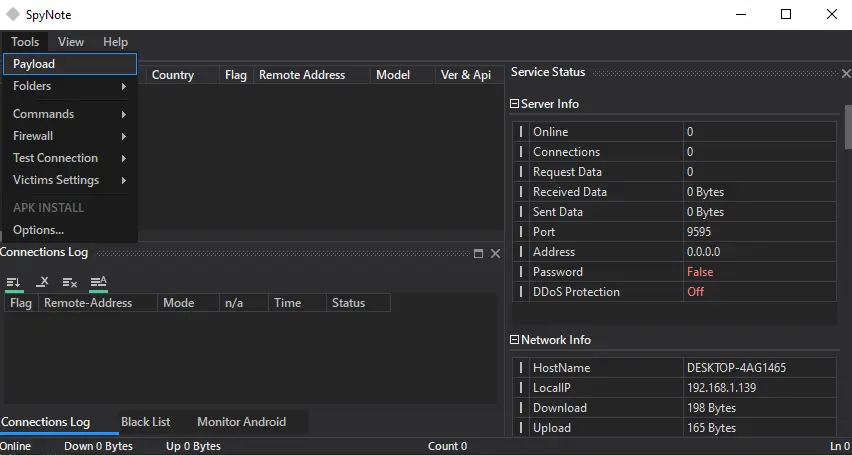 SpyNote
Tools View Help
Payload
Folders
Commands
Firewall
Test Connection
Victims Settings
APK INSTALL
Options...
Country Flag Remote Address Model Ver & Api
Connections Log
Flag Remote-Address Mode n/a Time Status
Connections Log Black List Monitor Android
Service Status
Server Info
Online 0
Connections 0
Request Data 0
Received Data 0 Bytes
Sent Data 0 Bytes
Port 9595
Address 0.0.0.0
Password False
DDoS Protection Off
Network Info
HostName DESKTOP-4AG1465
LocalIP 192.168.1.139
Download 198 Bytes
Upload 165 Bytes
Online Down 0 Bytes Up 0 Bytes Count 0 Ln 0